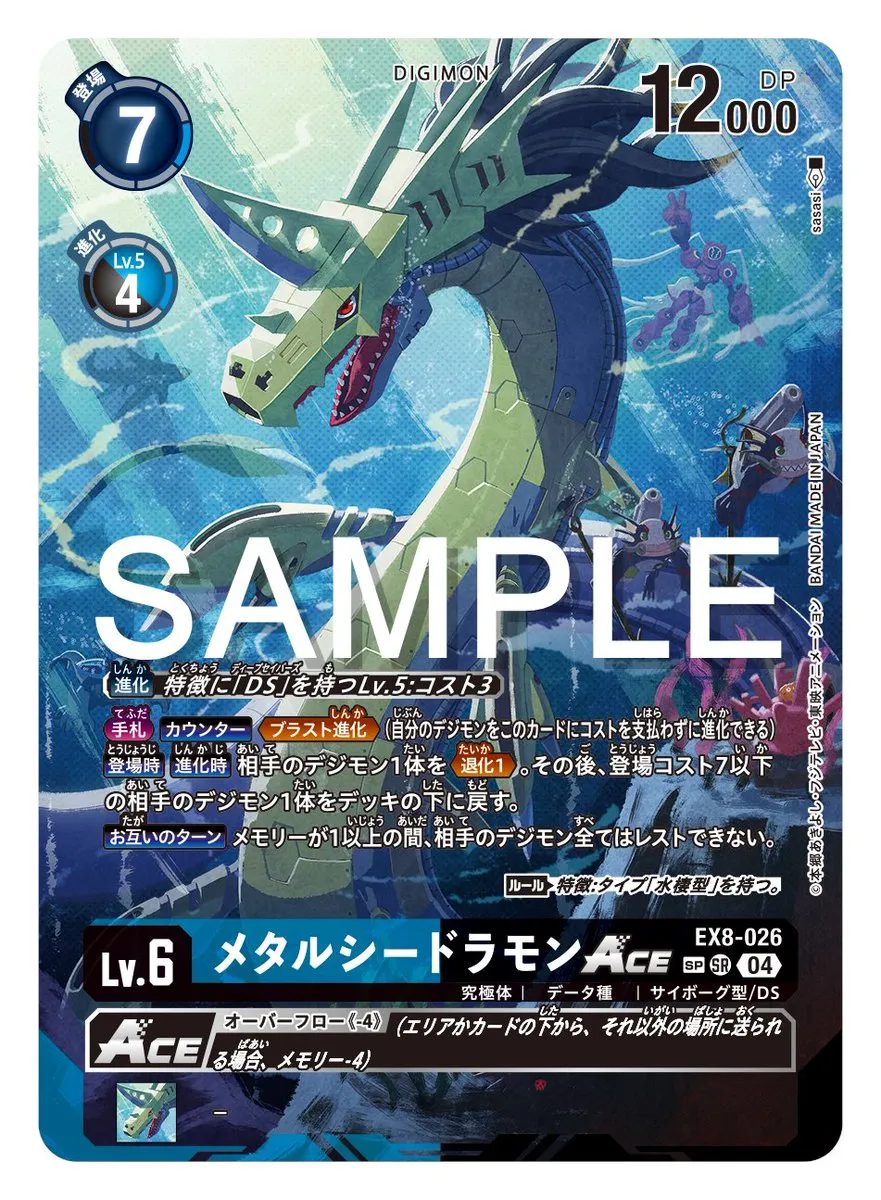 登場
7
DIGIMON
12000
DP
進化
Lv.5
4
sasasi
SAMPLE
進化 特徴に「DS」を持つLv.5:コスト3
手札 カウンター ブラスト進化 (自分のデジモンをこのカードにコストを支払わずに進化できる)
登場時 進化時 相手のデジモン1体を 退化1 。その後、登場コスト7以下
の相手のデジモン1体をデッキの下に戻す。
お互いのターン メモリーが1以上の間、相手のデジモン全てはレストできない。
ルール 特徴:タイプ「水棲型」を持つ。
©本郷あきよし・フジテレビ・東映アニメーション BANDAI MADE IN JAPAN
Lv.6 メタルシードラモン ACE
EX8-026
SP SR 04
究極体 | データ種 | サイボーグ型/DS
ACE オーバーフロー《-4》 (エリアかカードの下から、それ以外の場所に送られ
る場合、メモリー-4)
-